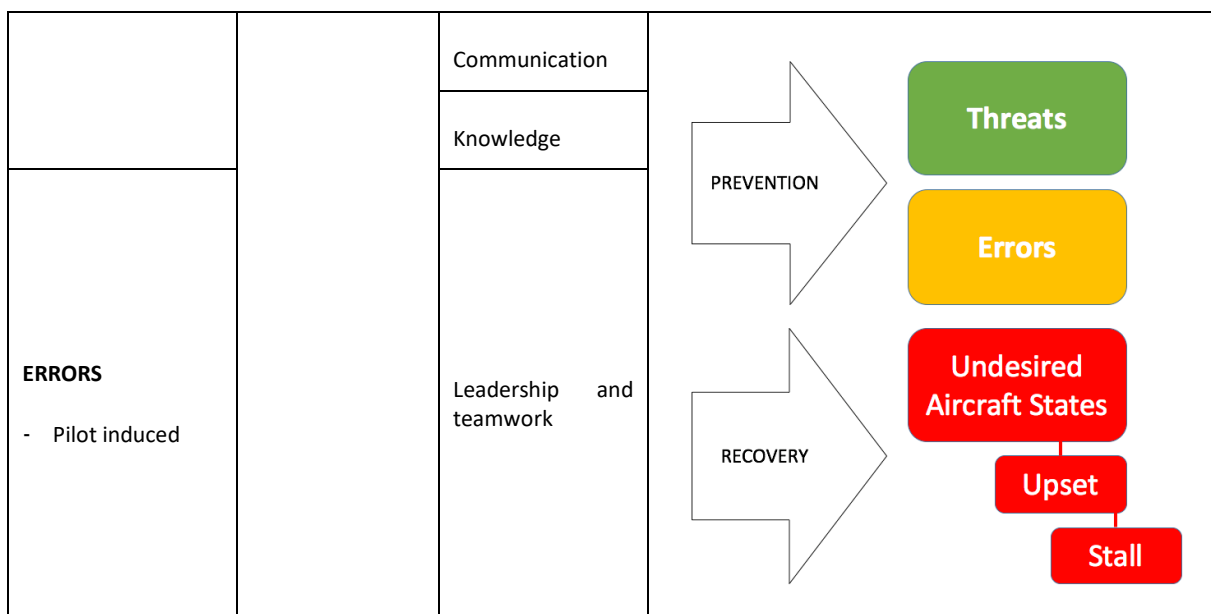 Communication
Knowledge
ERRORS
- Pilot induced
Leadership and
teamwork
PREVENTION
RECOVERY
Threats
Errors
Undesired
Aircraft States
Upset
Stall